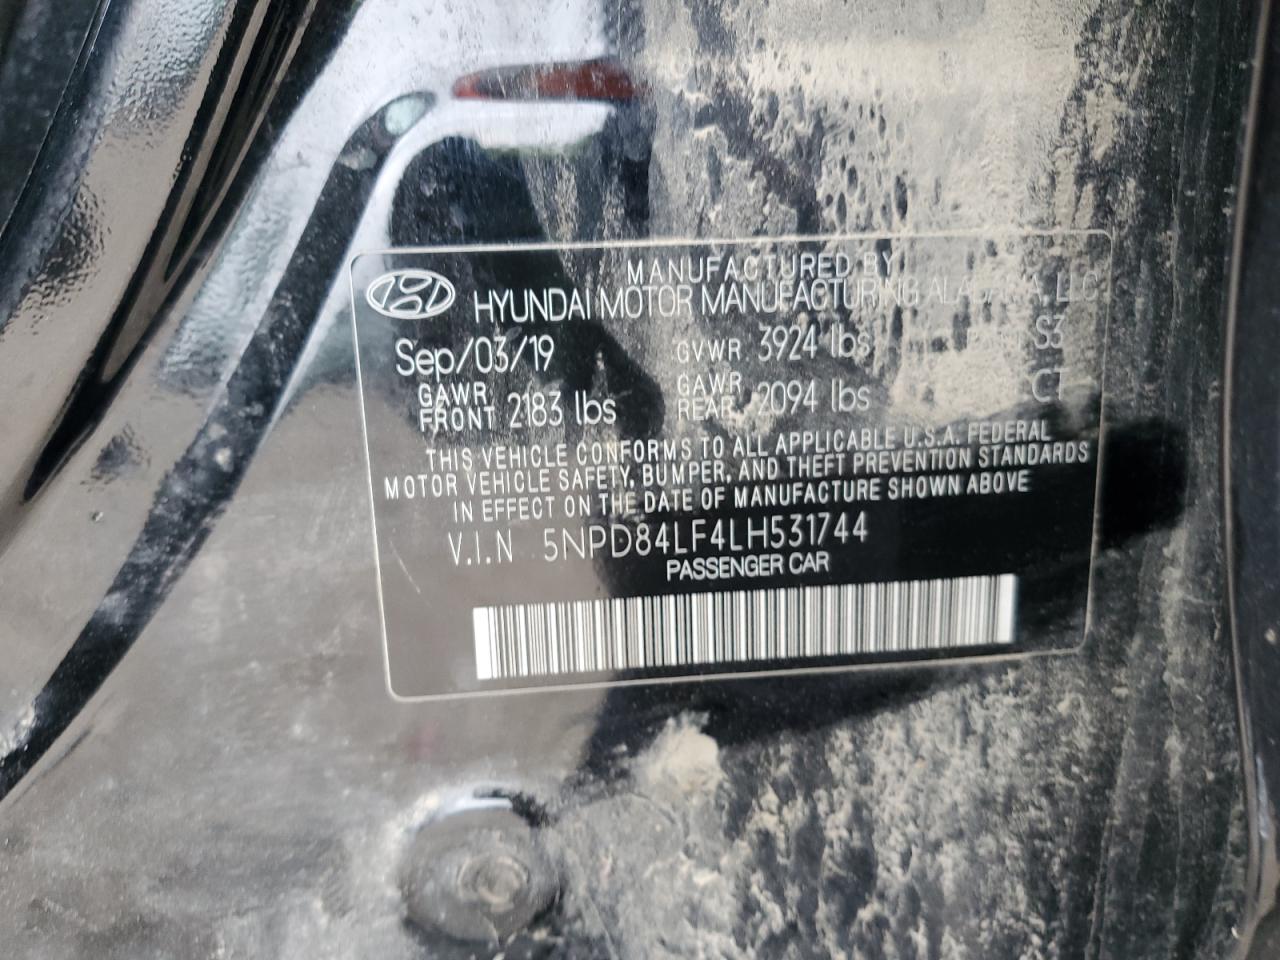 MANUFACTURED BY
HYUNDAI MOTOR MANUFACTURING ALABAMA, LLC
Sep/03/19 GVWR 3924 lbs S3
GAWR FRONT 2183 lbs GAWR REAR 2094 lbs
THIS VEHICLE CONFORMS TO ALL APPLICABLE U.S.A. FEDERAL
MOTOR VEHICLE SAFETY, BUMPER, AND THEFT PREVENTION STANDARDS
IN EFFECT ON THE DATE OF MANUFACTURE SHOWN ABOVE
V.I.N 5NPD84LF4LH531744
PASSENGER CAR